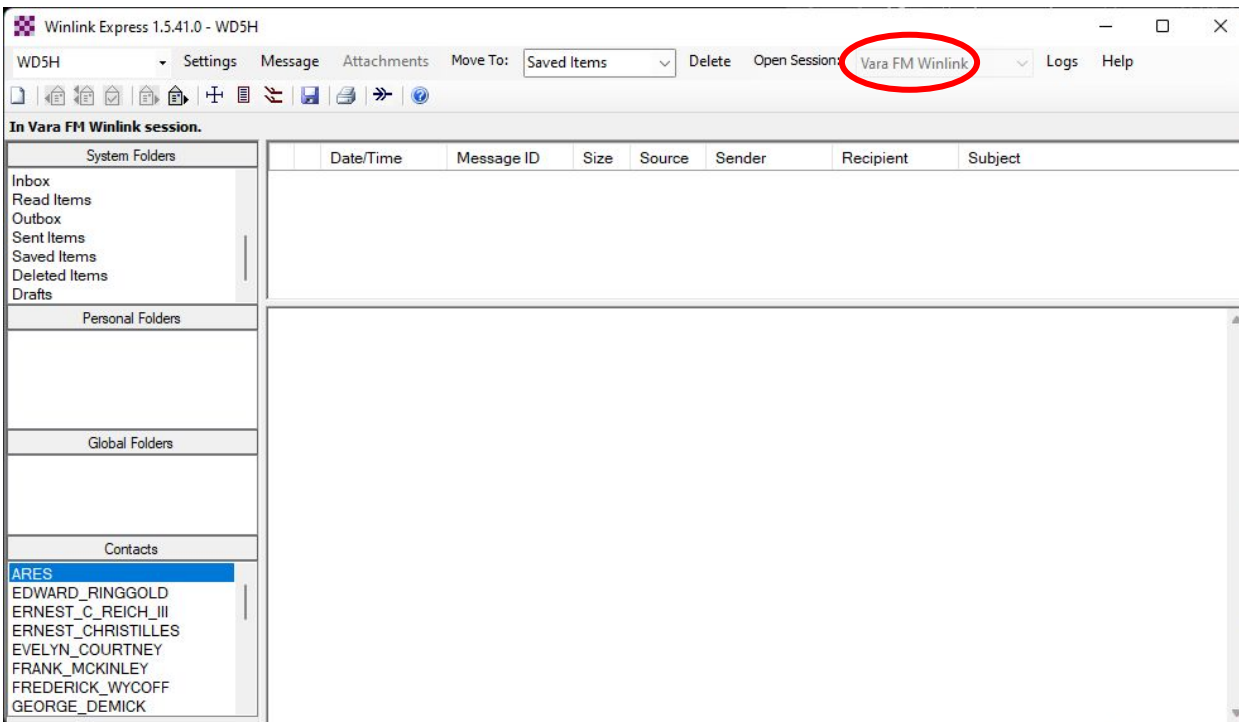 Winlink Express 1.5.41.0 - WD5H
WD5H Settings Message Attachments Move To: Saved Items Delete Open Session: Vara FM Winlink Logs Help
In Vara FM Winlink session.
System Folders
Inbox
Read Items
Outbox
Sent Items
Saved Items
Deleted Items
Drafts
Personal Folders
Global Folders
Contacts
ARES
EDWARD_RINGGOLD
ERNEST_C_REICH_III
ERNEST_CHRISTILLES
EVELYN_COURTNEY
FRANK_MCKINLEY
FREDERICK_WYCOFF
GEORGE_DEMICK
Date/Time Message ID Size Source Sender Recipient Subject